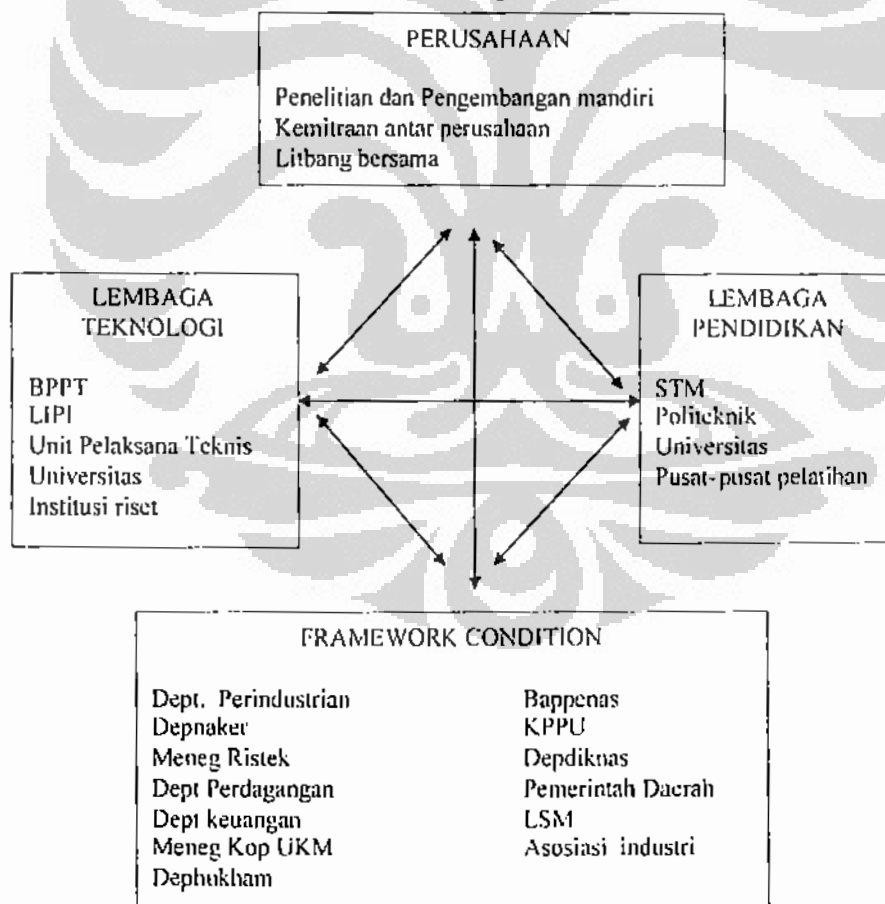 PERUSAHAAN
Penelitian dan Pengembangan mandiri
Kemitraan antar perusahaan
Litbang bersama
LEMBAGA
TEKNOLOGI
BPPT
LIPI
Unit Pelaksana Teknis
Universitas
Institusi riset
LEMBAGA
PENDIDIKAN
STM
Politeknik
Universitas
Pusat-pusat pelatihan
FRAMEWORK CONDITION
Dept. Perindustrian
Depnaker
Meneg Ristek
Dept Perdagangan
Dept keuangan
Meneg Kop UKM
Dephukham
Bappenas
KPPU
Depdiknas
Pemerintah Daerah
LSM
Asosiasi industri